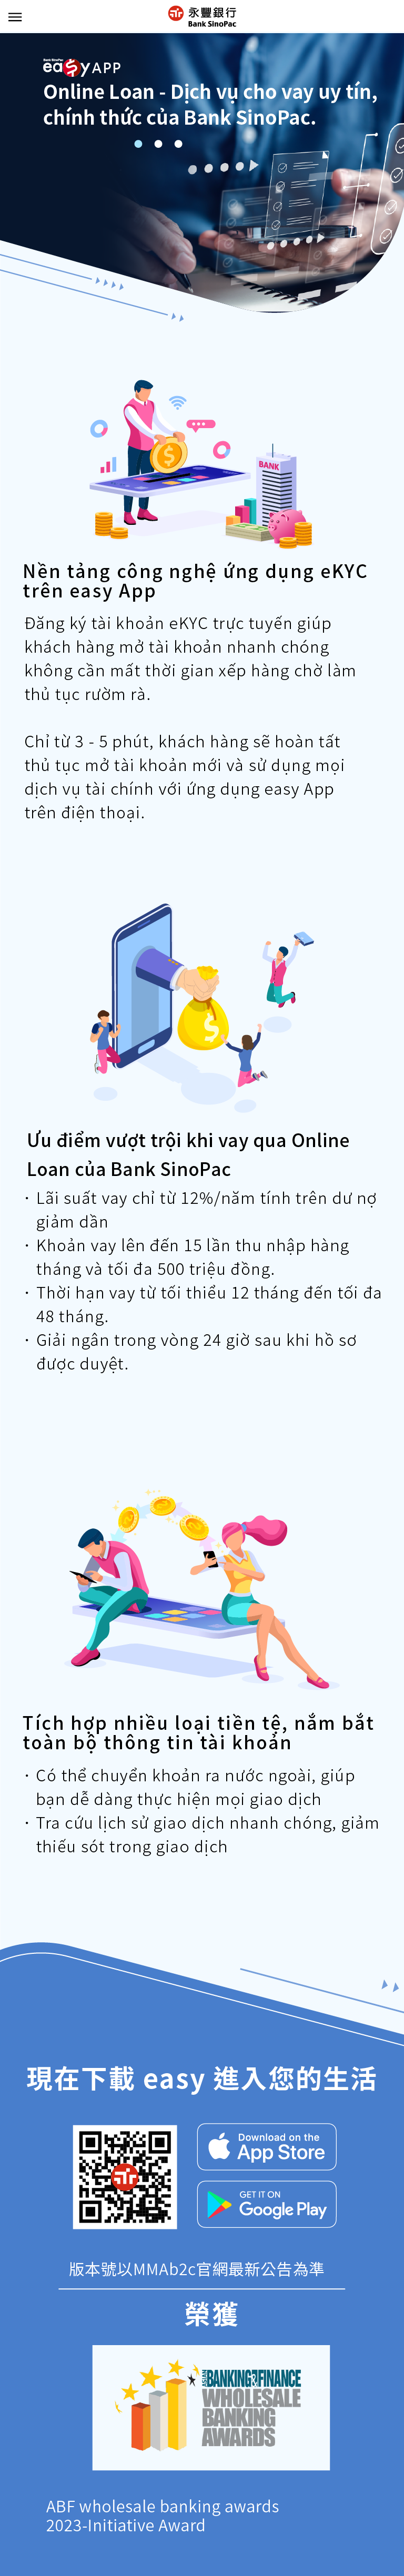 永豐銀行
Bank SinoPac
Bank SinoPac
easy APP
Online Loan - Dịch vụ cho vay uy tín,
chính thức của Bank SinoPac.
BANK
Nền tảng công nghệ ứng dụng eKYC
trên easy App
Đăng ký tài khoản eKYC trực tuyến giúp
khách hàng mở tài khoản nhanh chóng
không cần mất thời gian xếp hàng chờ làm
thủ tục rườm rà.
Chỉ từ 3 - 5 phút, khách hàng sẽ hoàn tất
thủ tục mở tài khoản mới và sử dụng mọi
dịch vụ tài chính với ứng dụng easy App
trên điện thoại.
Ưu điểm vượt trội khi vay qua Online
Loan của Bank SinoPac
· Lãi suất vay chỉ từ 12%/năm tính trên dư nợ
giảm dần
· Khoản vay lên đến 15 lần thu nhập hàng
tháng và tối đa 500 triệu đồng.
· Thời hạn vay từ tối thiểu 12 tháng đến tối đa
48 tháng.
· Giải ngân trong vòng 24 giờ sau khi hồ sơ
được duyệt.
Tích hợp nhiều loại tiền tệ, nắm bắt
toàn bộ thông tin tài khoản
· Có thể chuyển khoản ra nước ngoài, giúp
bạn dễ dàng thực hiện mọi giao dịch
· Tra cứu lịch sử giao dịch nhanh chóng, giảm
thiếu sót trong giao dịch
現在下載 easy 進入您的生活
Download on the
App Store
GET IT ON
Google Play
版本號以MMAb2c官網最新公告為準
榮獲
ASIAN BANKING&FINANCE
WHOLESALE
BANKING
AWARDS
ABF wholesale banking awards
2023-Initiative Award